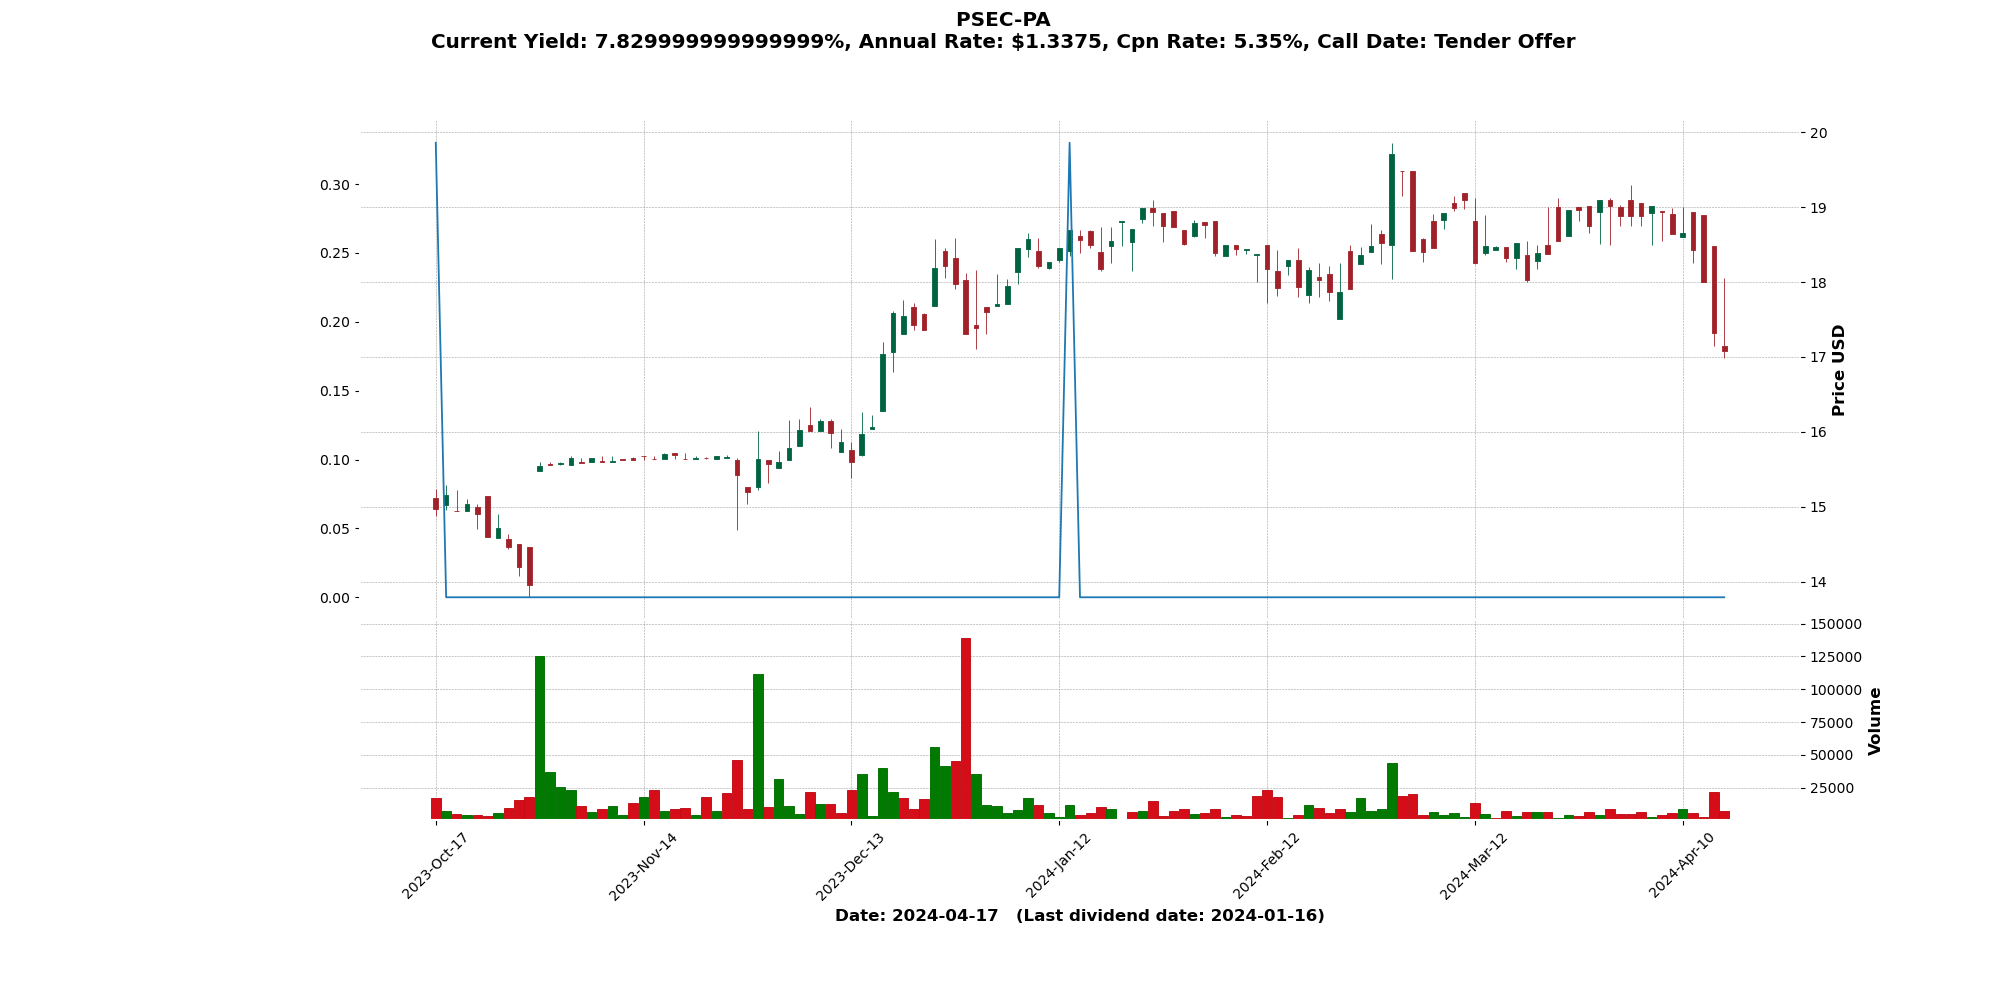 PSEC-PA
Current Yield: 7.829999999999999%, Annual Rate: $1.3375, Cpn Rate: 5.35%, Call Date: Tender Offer
0.30
0.25
0.20
0.15
0.10
0.05
0.00
20
19
18
17
16
15
14
Price USD
150000
125000
100000
75000
50000
25000
Volume
2023-Oct-17
2023-Nov-14
2023-Dec-13
2024-Jan-12
2024-Feb-12
2024-Mar-12
2024-Apr-10
Date: 2024-04-17 (Last dividend date: 2024-01-16)